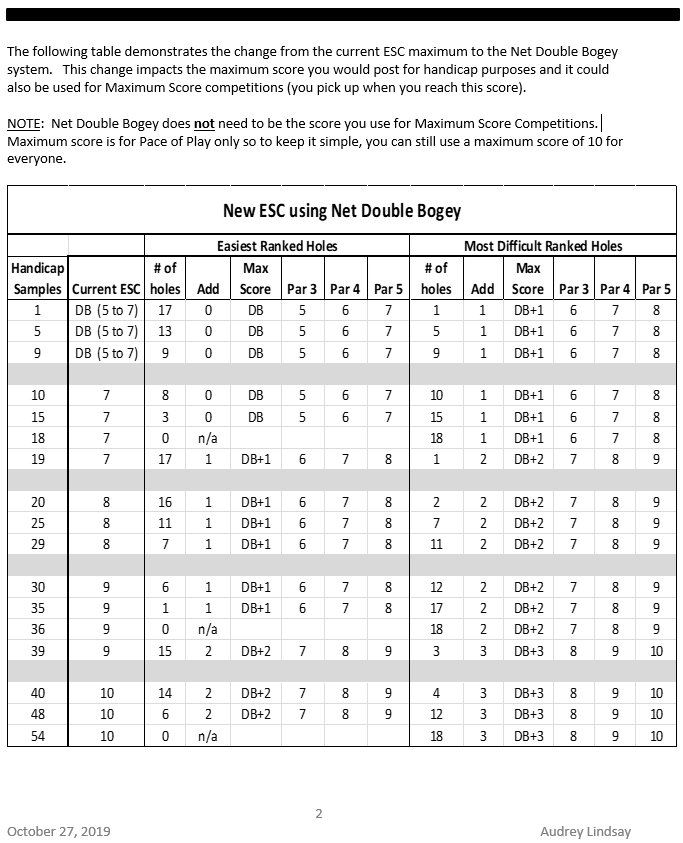 The following table demonstrates the change from the current ESC maximum to the Net Double Bogey
system. This change impacts the maximum score you would post for handicap purposes and it could
also be used for Maximum Score competitions (you pick up when you reach this score).
NOTE: Net Double Bogey does not need to be the score you use for Maximum Score Competitions.
Maximum score is for Pace of Play only so to keep it simple, you can still use a maximum score of 10 for
everyone.
New ESC using Net Double Bogey
Easiest Ranked Holes Most Difficult Ranked Holes
Handicap # of Max # of Max
Samples Current ESC holes Add Score Par 3 Par 4 Par 5 holes Add Score Par 3 Par 4 Par 5
1 DB (5 to 7) 17 0 DB 5 6 7 1 1 DB+1 6 7 8
5 DB (5 to 7) 13 0 DB 5 6 7 5 1 DB+1 6 7 8
9 DB (5 to 7) 9 0 DB 5 6 7 9 1 DB+1 6 7 8
10 7 8 0 DB 5 6 7 10 1 DB+1 6 7 8
15 7 3 0 DB 5 6 7 15 1 DB+1 6 7 8
18 7 0 n/a 18 1 DB+1 6 7 8
19 7 17 1 DB+1 6 7 8 1 2 DB+2 7 8 9
20 8 16 1 DB+1 6 7 8 2 2 DB+2 7 8 9
25 8 11 1 DB+1 6 7 8 7 2 DB+2 7 8 9
29 8 7 1 DB+1 6 7 8 11 2 DB+2 7 8 9
30 9 6 1 DB+1 6 7 8 12 2 DB+2 7 8 9
35 9 1 1 DB+1 6 7 8 17 2 DB+2 7 8 9
36 9 0 n/a 18 2 DB+2 7 8 9
39 9 15 2 DB+2 7 8 9 3 3 DB+3 8 9 10
40 10 14 2 DB+2 7 8 9 4 3 DB+3 8 9 10
48 10 6 2 DB+2 7 8 9 12 3 DB+3 8 9 10
54 10 0 n/a 18 3 DB+3 8 9 10
2
October 27, 2019 Audrey Lindsay